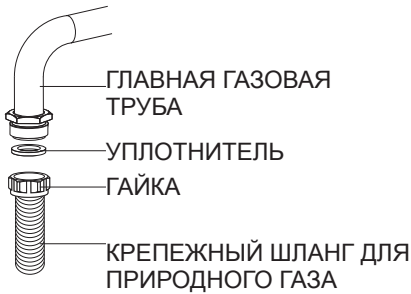 ГЛАВНАЯ ГАЗОВАЯ
ТРУБА
УПЛОТНИТЕЛЬ
ГАЙКА
КРЕПЕЖНЫЙ ШЛАНГ ДЛЯ
ПРИРОДНОГО ГАЗА